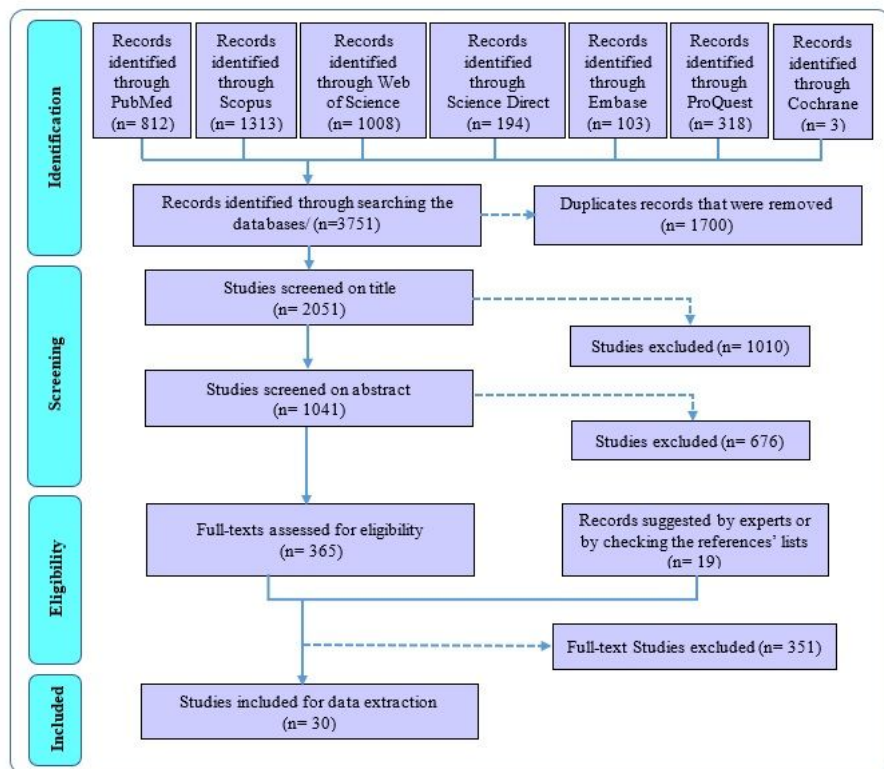 Identification
Records
identified
through
PubMed
(n= 812)
Records
identified
through
Scopus
(n= 1313)
Records
identified
through Web
of Science
(n= 1008)
Records
identified
through
Science Direct
(n= 194)
Records
identified
through
Embase
(n= 103)
Records
identified
through
ProQuest
(n= 318)
Records
identified
through
Cochrane
(n= 3)
Records identified through searching the
databases/ (n=3751)
Duplicates records that were removed
(n= 1700)
Screening
Studies screened on title
(n= 2051)
Studies excluded (n= 1010)
Studies screened on abstract
(n= 1041)
Studies excluded (n= 676)
Eligibility
Full-texts assessed for eligibility
(n= 365)
Records suggested by experts or
by checking the references’ lists
(n= 19)
Full-text Studies excluded (n= 351)
Included
Studies included for data extraction
(n= 30)